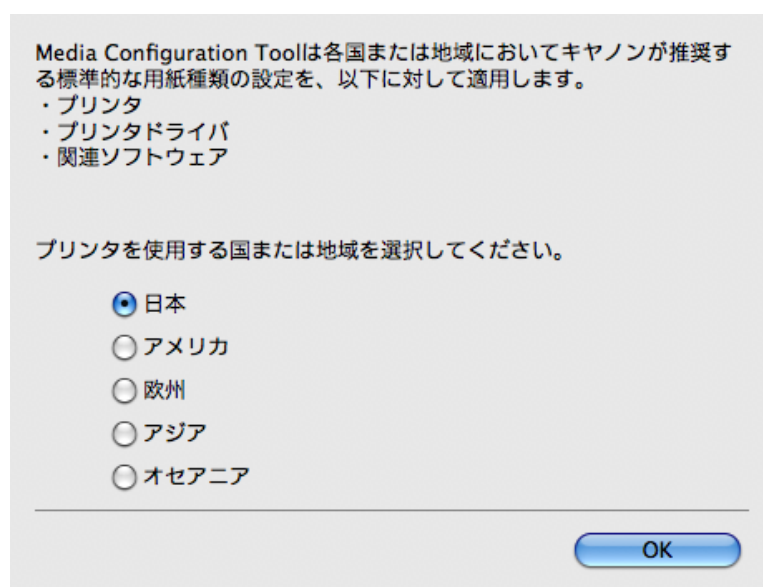 Media Configuration Toolは各国または地域においてキヤノンが推奨す
る標準的な用紙種類の設定を、以下に対して適用します。
・プリンタ
・プリンタドライバ
・関連ソフトウェア
プリンタを使用する国または地域を選択してください。
日本
アメリカ
欧州
アジア
オセアニア
OK